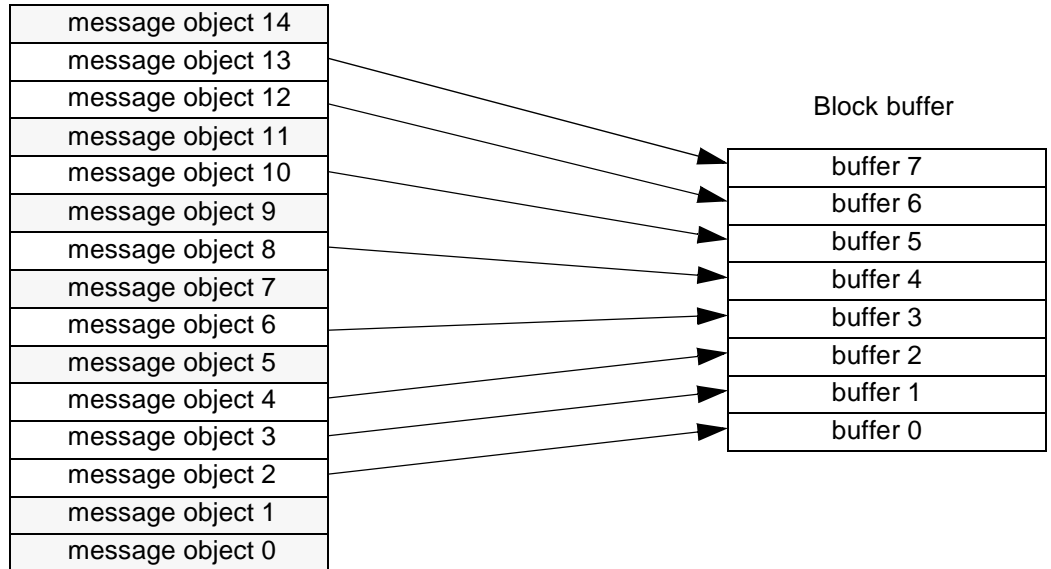 message object 14
message object 13
message object 12
message object 11
message object 10
message object 9
message object 8
message object 7
message object 6
message object 5
message object 4
message object 3
message object 2
message object 1
message object 0
Block buffer
buffer 7
buffer 6
buffer 5
buffer 4
buffer 3
buffer 2
buffer 1
buffer 0